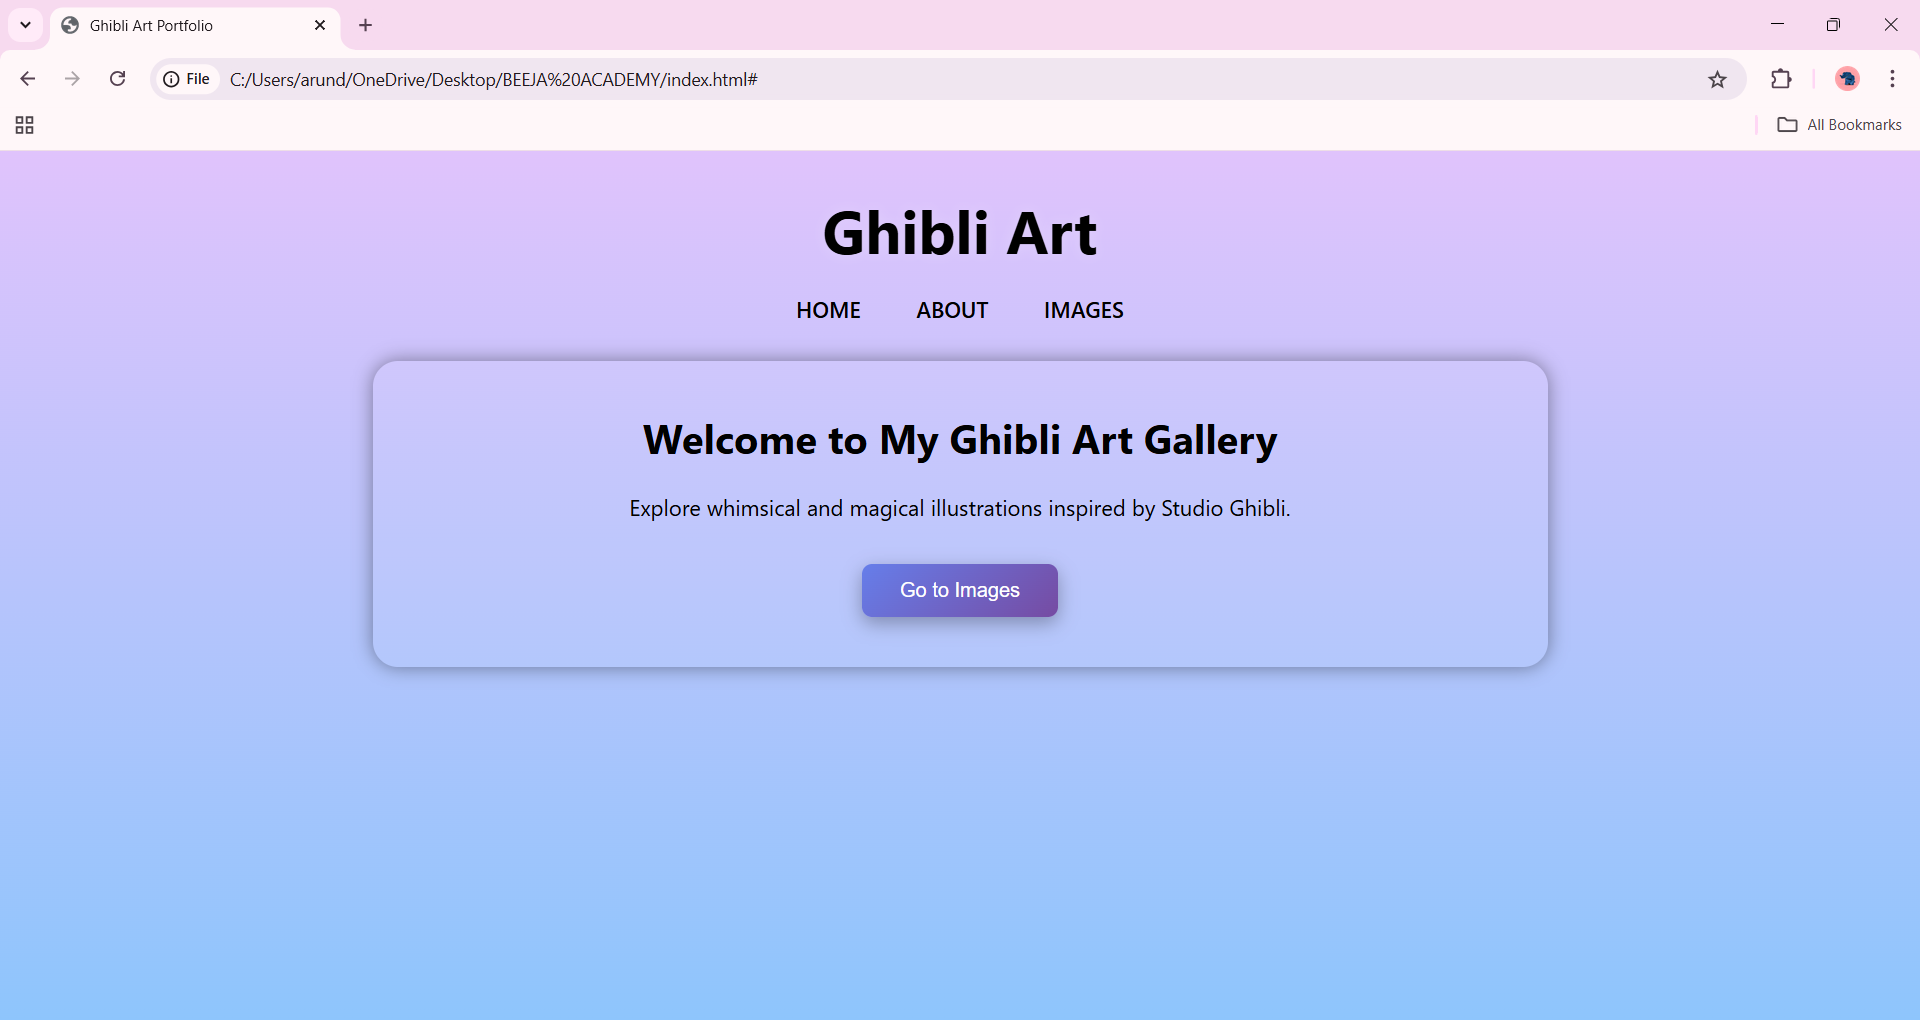 Ghibli Art Portfolio
File C:/Users/arund/OneDrive/Desktop/BEEJA%20ACADEMY/index.html#
All Bookmarks
Ghibli Art
HOME ABOUT IMAGES
Welcome to My Ghibli Art Gallery
Explore whimsical and magical illustrations inspired by Studio Ghibli.
Go to Images